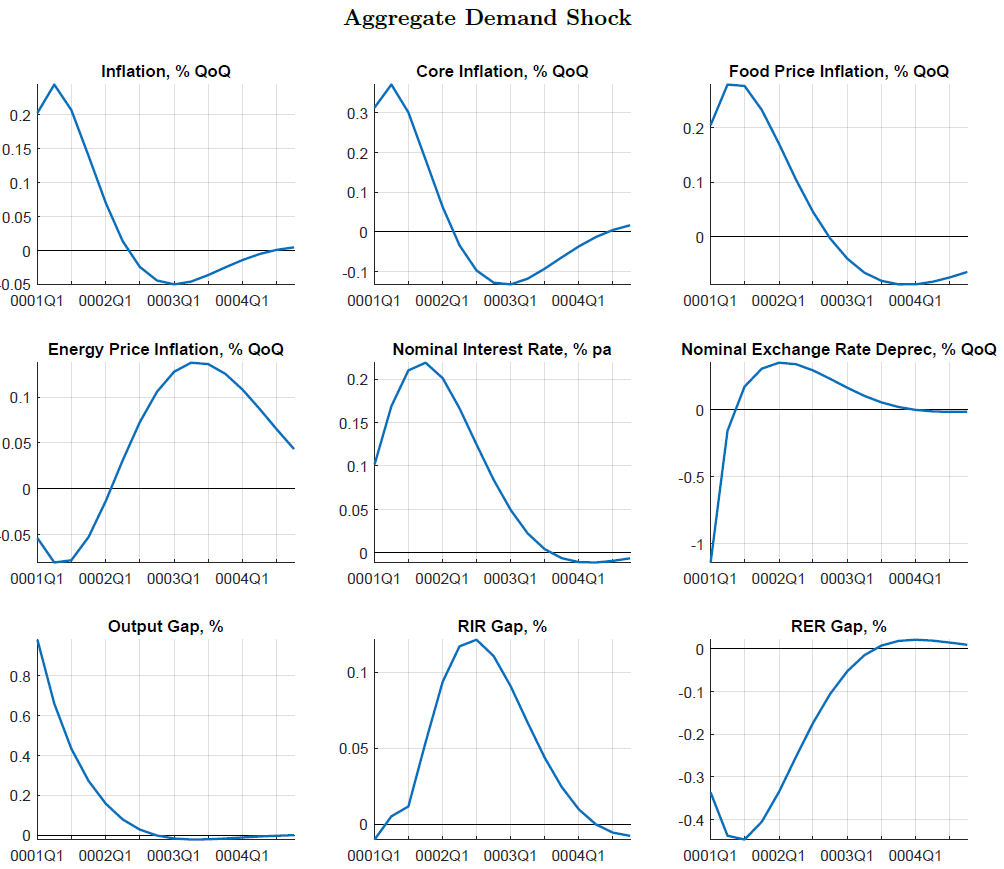 Aggregate Demand Shock
Inflation, % QoQ
0.2
0.15
0.1
0.05
0
-0.05
0001Q1 0002Q1 0003Q1 0004Q1
Core Inflation, % QoQ
0.3
0.2
0.1
0
-0.1
0001Q1 0002Q1 0003Q1 0004Q1
Food Price Inflation, % QoQ
0.2
0.1
0
0001Q1 0002Q1 0003Q1 0004Q1
Energy Price Inflation, % QoQ
0.1
0.05
0
-0.05
0001Q1 0002Q1 0003Q1 0004Q1
Nominal Interest Rate, % pa
0.2
0.15
0.1
0.05
0
0001Q1 0002Q1 0003Q1 0004Q1
Nominal Exchange Rate Deprec, % QoQ
0
-0.5
-1
0001Q1 0002Q1 0003Q1 0004Q1
Output Gap, %
0.8
0.6
0.4
0.2
0
0001Q1 0002Q1 0003Q1 0004Q1
RIR Gap, %
0.1
0.05
0
0001Q1 0002Q1 0003Q1 0004Q1
RER Gap, %
0
-0.1
-0.2
-0.3
-0.4
0001Q1 0002Q1 0003Q1 0004Q1